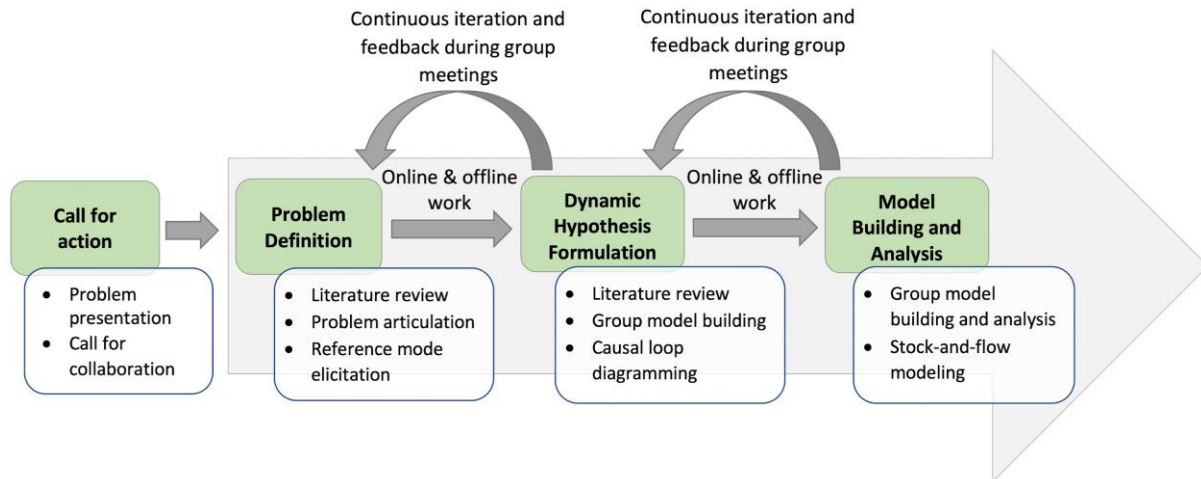 Continuous iteration and
feedback during group
meetings
Continuous iteration and
feedback during group
meetings
Call for
action
Problem
Definition
Online & offline
work
Dynamic
Hypothesis
Formulation
Online & offline
work
Model
Building and
Analysis
• Problem
presentation
• Call for
collaboration
• Literature review
• Problem articulation
• Reference mode
elicitation
• Literature review
• Group model building
• Causal loop
diagramming
• Group model
building and analysis
• Stock-and-flow
modeling